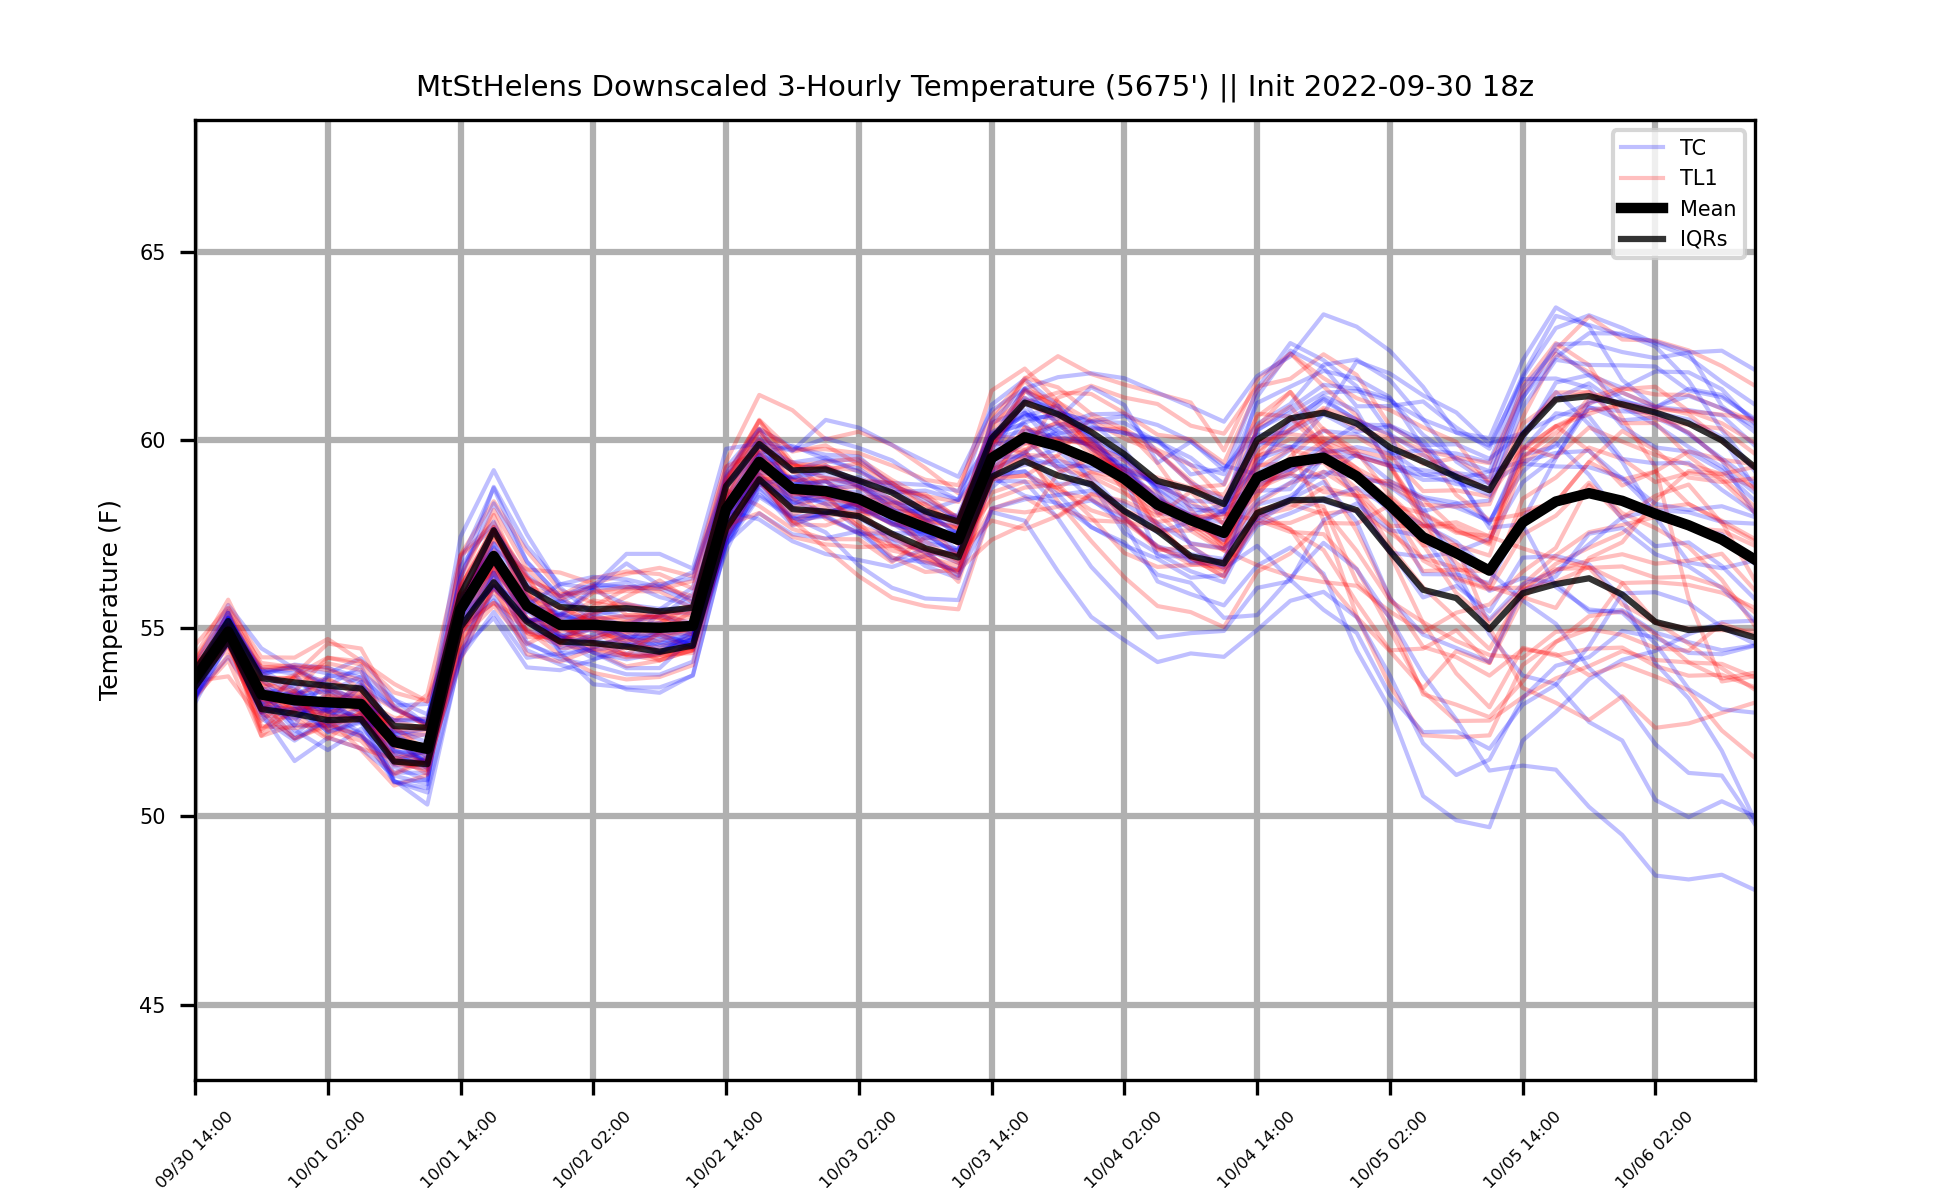 MtStHelens Downscaled 3-Hourly Temperature (5675') || Init 2022-09-30 18z
TC
TL1
Mean
IQRs
Temperature (F)
65
60
55
50
45
09/30 14:00
10/01 02:00
10/01 14:00
10/02 02:00
10/02 14:00
10/03 02:00
10/03 14:00
10/04 02:00
10/04 14:00
10/05 02:00
10/05 14:00
10/06 02:00